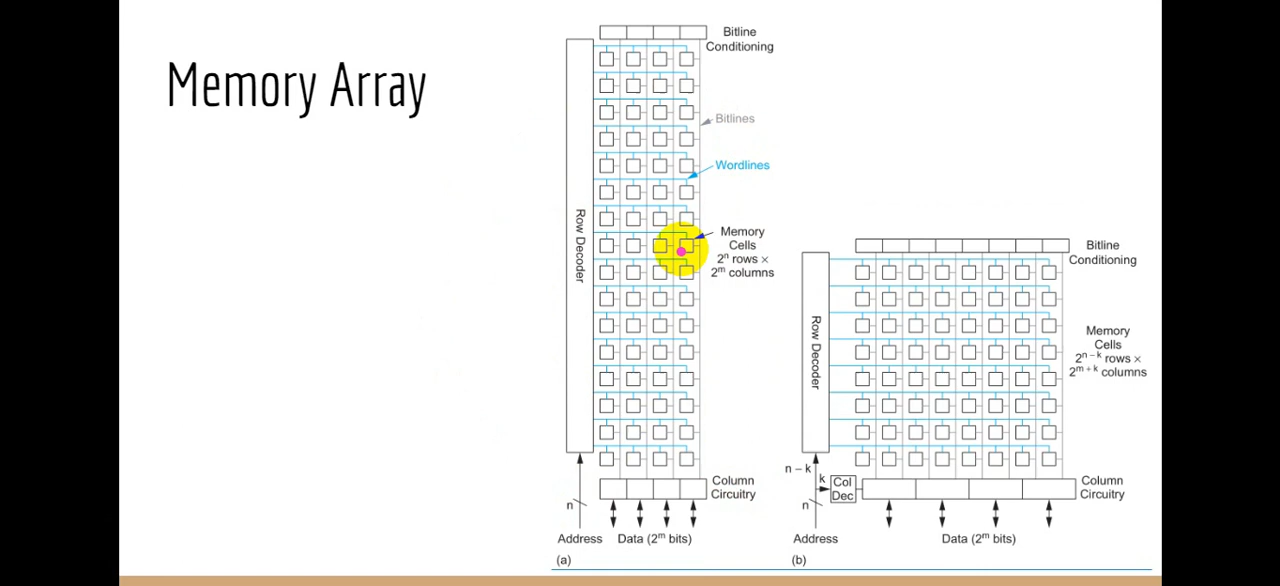 Memory Array
Bitline
Conditioning
Bitlines
Wordlines
Row Decoder
Memory
Cells
2ⁿ rows ×
2ᵐ columns
n
Column
Circuitry
Address
Data (2ᵐ bits)
(a)
Bitline
Conditioning
Row Decoder
Memory
Cells
2ⁿ⁻ᵏ rows ×
2ᵐ⁺ᵏ columns
n – k
k
Col
Dec
n
Column
Circuitry
Address
Data (2ᵐ bits)
(b)